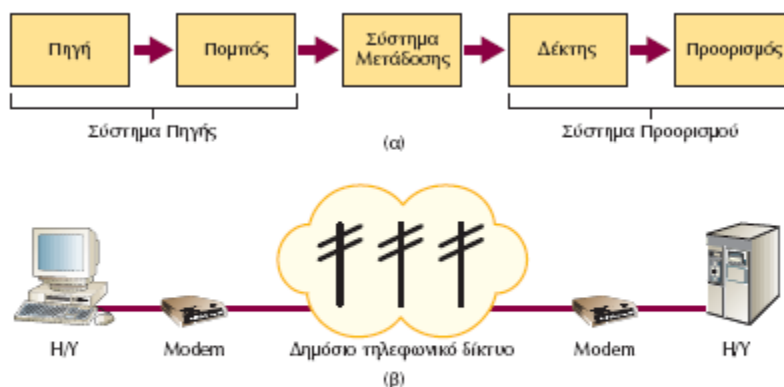 Πηγή
Πομπός
Σύστημα
Μετάδοσης
Δέκτης
Προορισμός
Σύστημα Πηγής
(α)
Σύστημα Προορισμού
Η/Υ
Modem
Δημόσιο τηλεφωνικό δίκτυο
Modem
Η/Υ
(β)